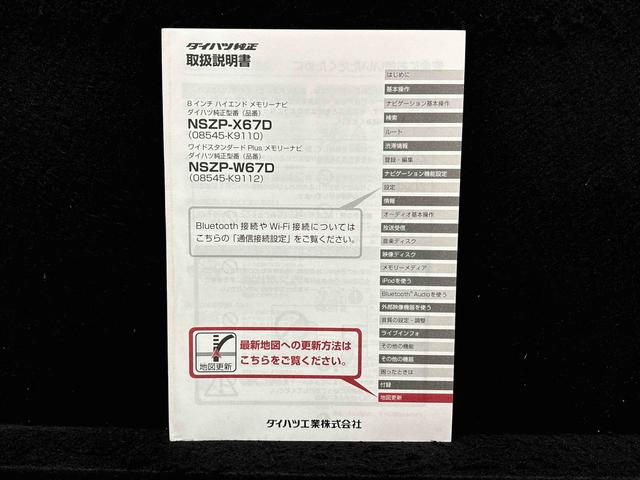 ダイハツ純正
取扱説明書
8インチ ハイエンド メモリーナビ
ダイハツ純正型番（品番）
NSZP-X67D
(08545-K9110)
ワイドスタンダード Plus メモリーナビ
ダイハツ純正型番（品番）
NSZP-W67D
(08545-K9112)
Bluetooth 接続や Wi-Fi 接続については
こちらの「通信接続設定」をご覧ください。
地図更新
最新地図への更新方法は
こちらをご覧ください。
ダイハツ工業株式会社
はじめに
基本操作
ナビゲーション基本操作
検索
ルート
渋滞情報
登録・編集
ナビゲーション機能設定
設定
情報
オーディオ基本操作
放送受信
音楽ディスク
映像ディスク
メモリーメディア
iPodを使う
Bluetooth® Audioを使う
外部映像機器を使う
音質の設定・調整
ライブインフォ
その他の機能
その他の機器
困ったときは
付録
地図更新